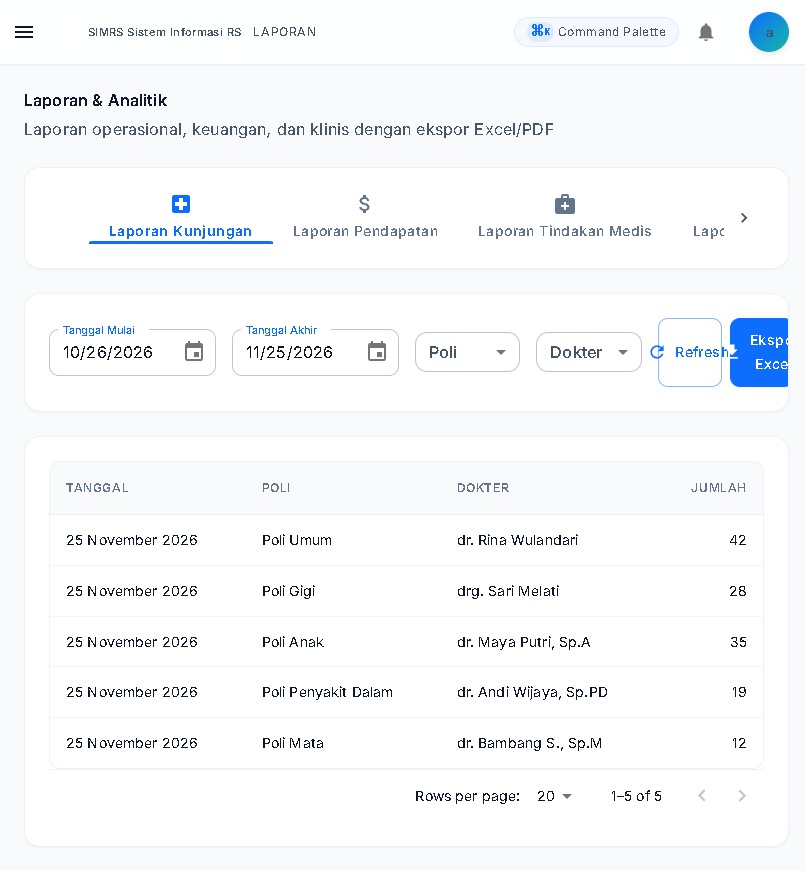 SIMRS Sistem Informasi RS LAPORAN ⌘K Command Palette a
Laporan & Analitik
Laporan operasional, keuangan, dan klinis dengan ekspor Excel/PDF
Laporan Kunjungan Laporan Pendapatan Laporan Tindakan Medis Lapo
Tanggal Mulai Tanggal Akhir
10/26/2026 11/25/2026 Poli Dokter Refresh Ekspo
Exce
TANGGAL POLI DOKTER JUMLAH
25 November 2026 Poli Umum dr. Rina Wulandari 42
25 November 2026 Poli Gigi drg. Sari Melati 28
25 November 2026 Poli Anak dr. Maya Putri, Sp.A 35
25 November 2026 Poli Penyakit Dalam dr. Andi Wijaya, Sp.PD 19
25 November 2026 Poli Mata dr. Bambang S., Sp.M 12
Rows per page: 20 1–5 of 5